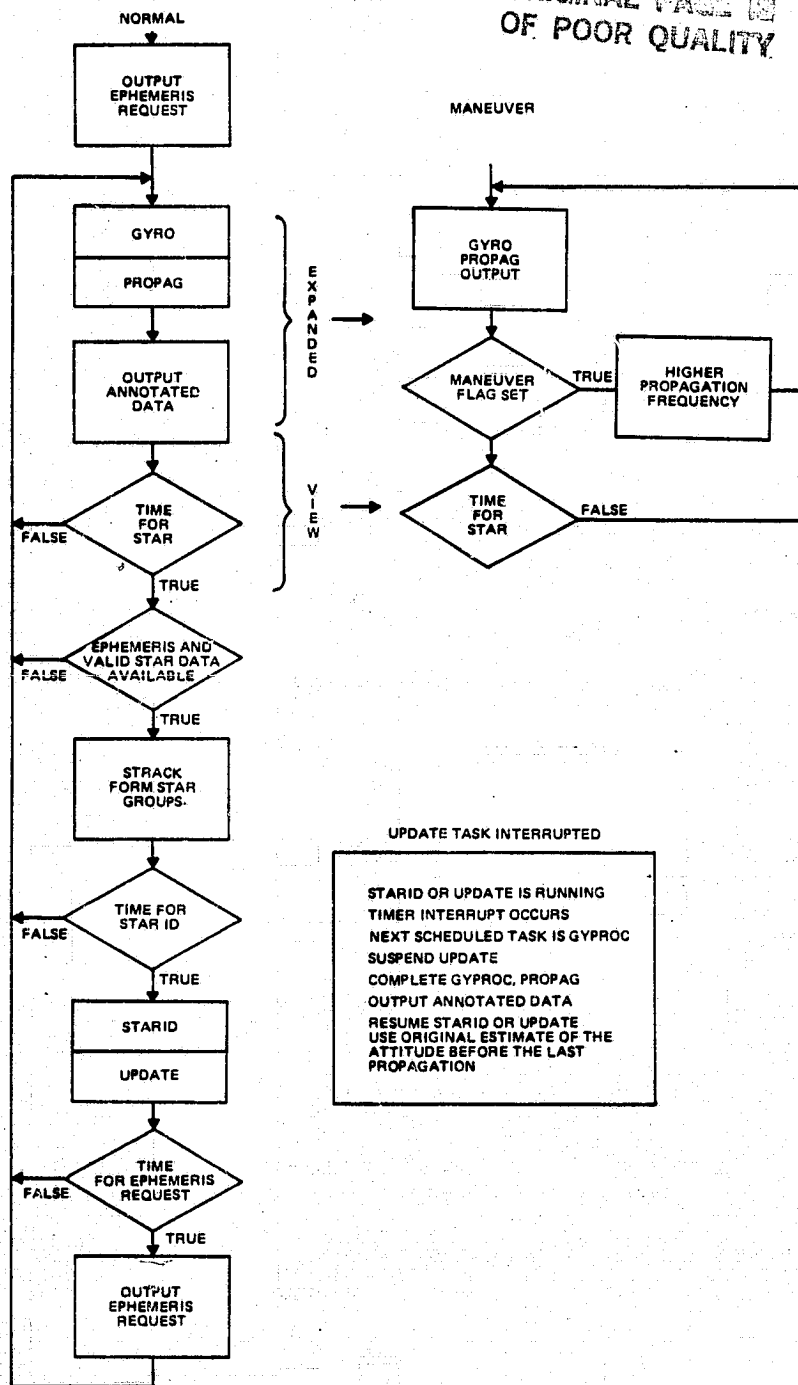 PAGE IS
OF POOR QUALITY
NORMAL
OUTPUT
EPHEMERIS
REQUEST
GYRO
PROPAG
OUTPUT
ANNOTATED
DATA
TIME
FOR
STAR
FALSE
TRUE
EPHEMERIS AND
VALID STAR DATA
AVAILABLE
FALSE
TRUE
STRACK
FORM STAR
GROUPS
TIME FOR
STAR ID
FALSE
TRUE
STARID
UPDATE
TIME
FOR EPHEMERIS
REQUEST
FALSE
TRUE
OUTPUT
EPHEMERIS
REQUEST
EXPANDED
VIEW
MANEUVER
GYRO
PROPAG
OUTPUT
MANEUVER
FLAG SET
TRUE
HIGHER
PROPAGATION
FREQUENCY
TIME
FOR
STAR
FALSE
UPDATE TASK INTERRUPTED
STARID OR UPDATE IS RUNNING
TIMER INTERRUPT OCCURS
NEXT SCHEDULED TASK IS GYPROC
SUSPEND UPDATE
COMPLETE GYPROC, PROPAG
OUTPUT ANNOTATED DATA
RESUME STARID OR UPDATE
USE ORIGINAL ESTIMATE OF THE
ATTITUDE BEFORE THE LAST
PROPAGATION